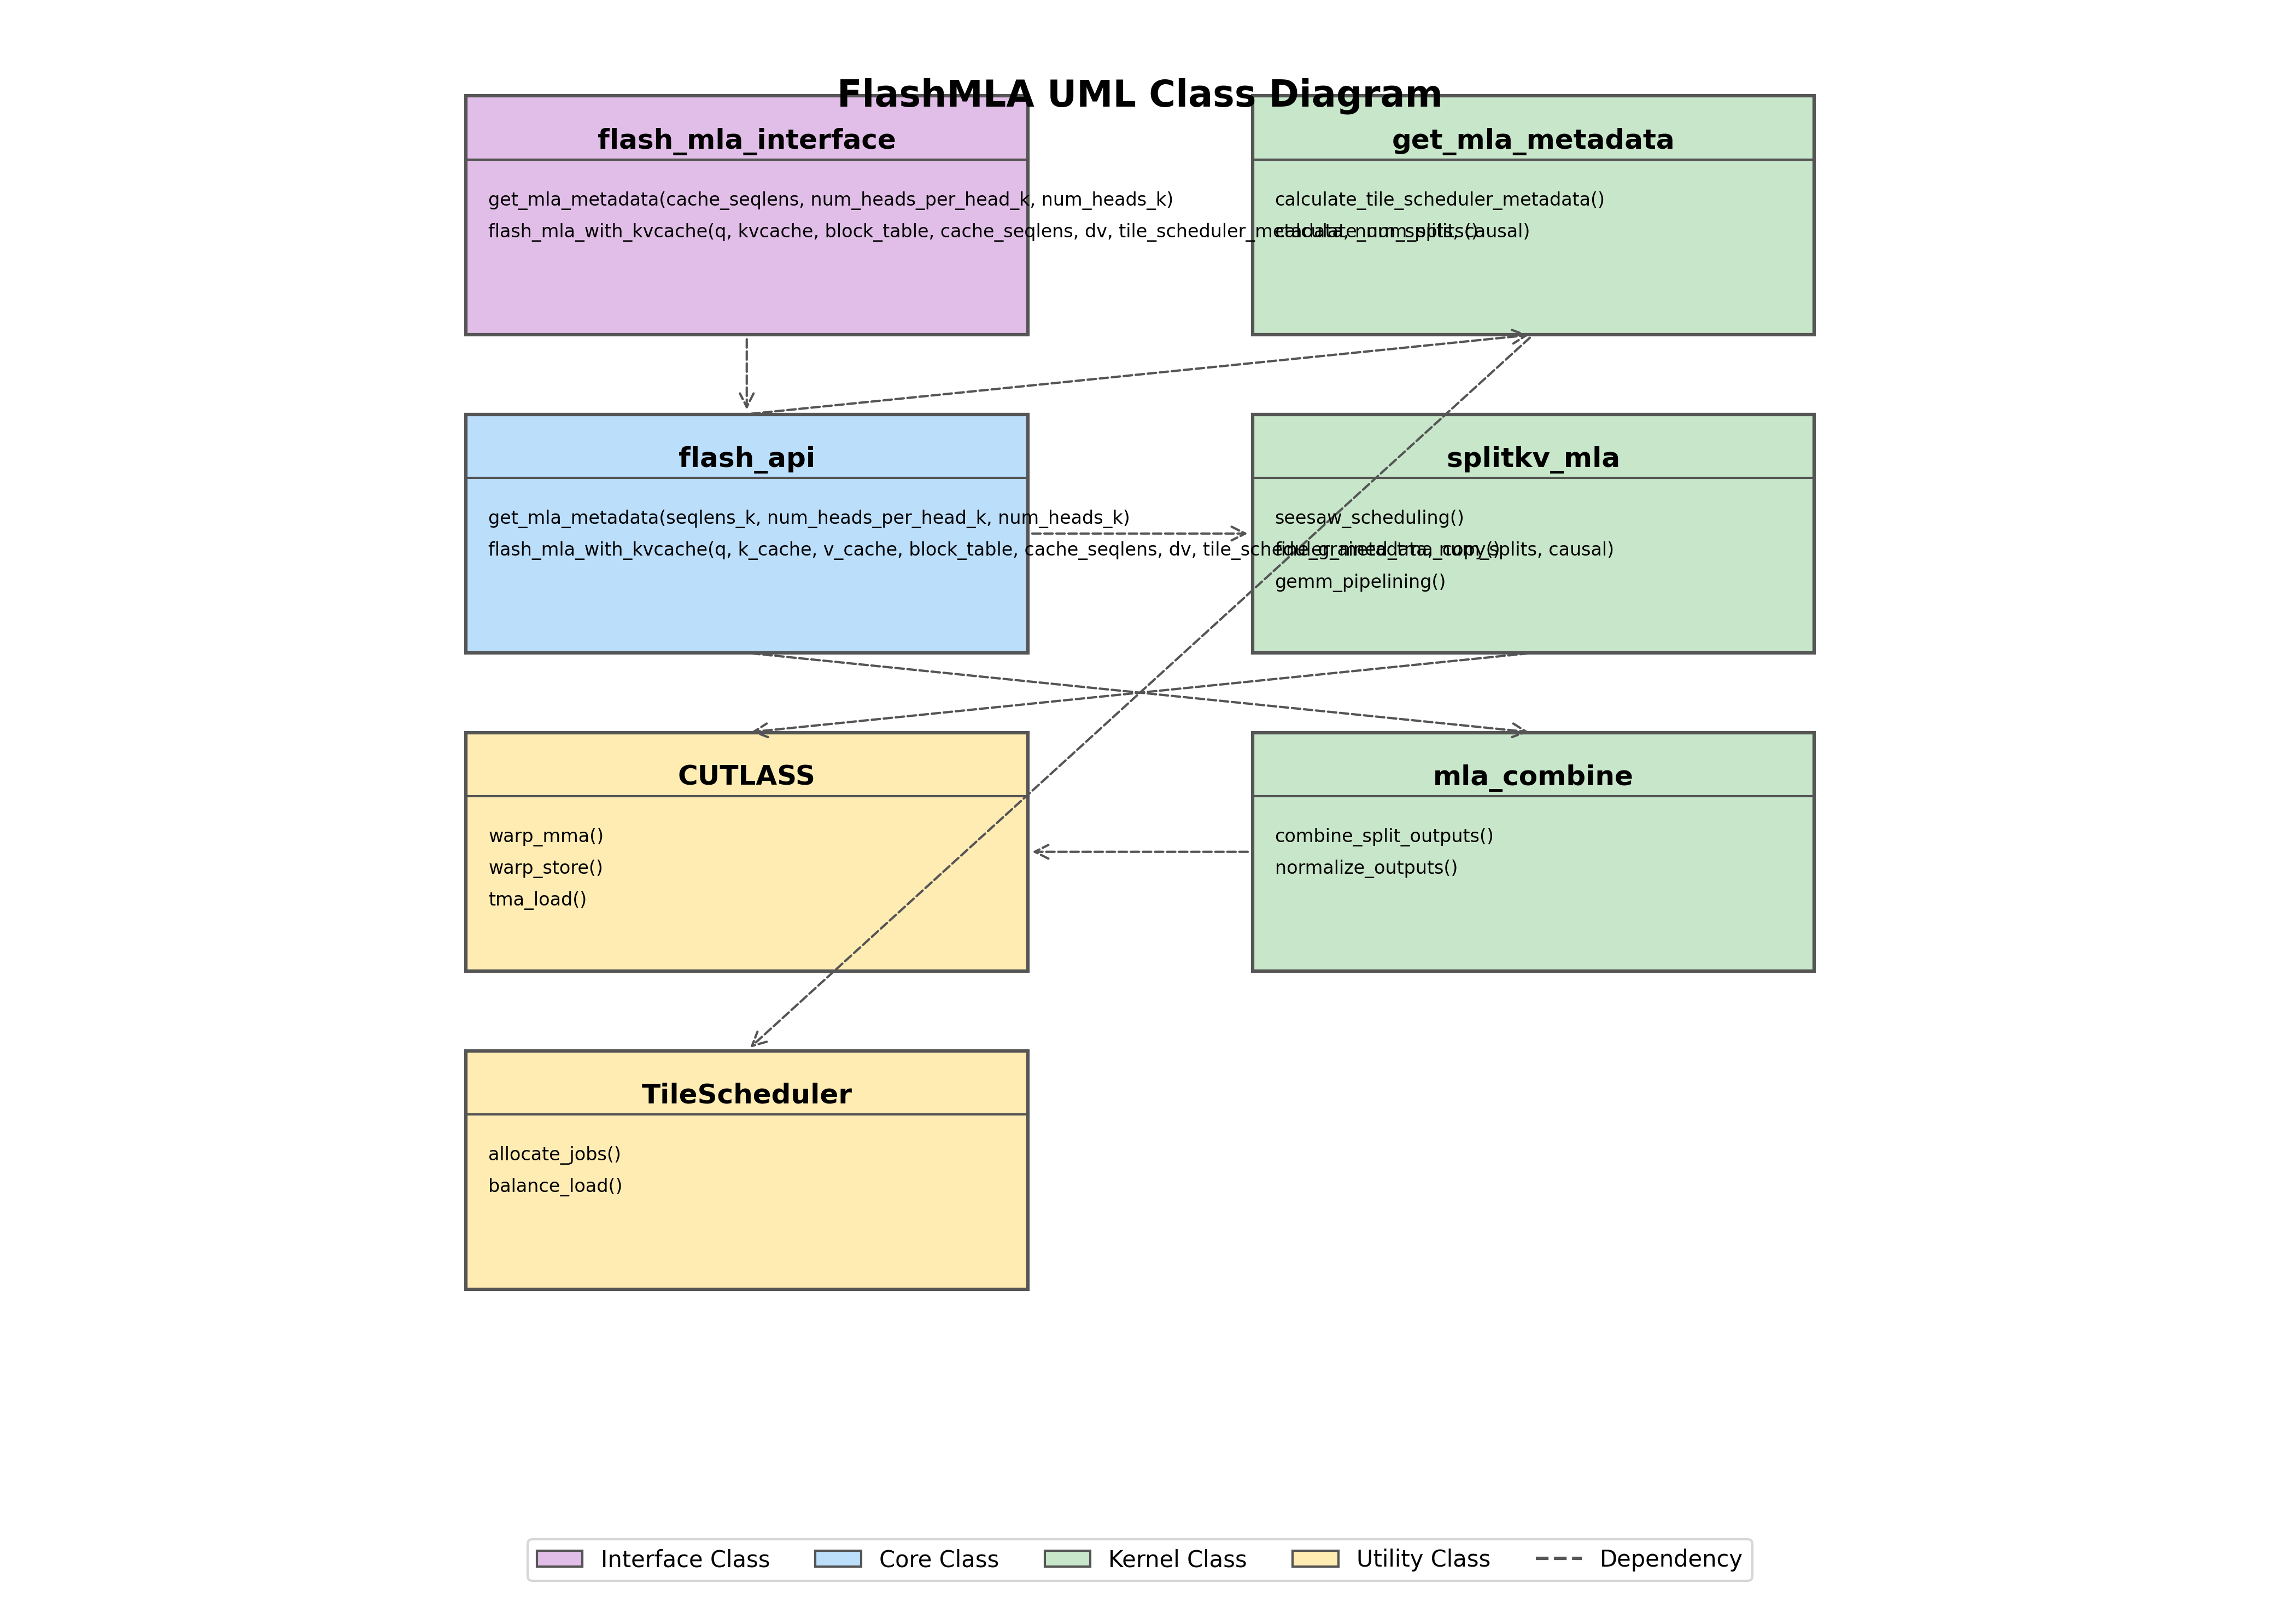 FlashMLA UML Class Diagram
flash_mla_interface
get_mla_metadata(cache_seqlens, num_heads_per_head_k, num_heads_k)
flash_mla_with_kvcache(q, kvcache, block_table, cache_seqlens, dv, tile_scheduler_metadata, num_splits, causal)
get_mla_metadata
calculate_tile_scheduler_metadata()
calculate_num_splits()
flash_api
get_mla_metadata(seqlens_k, num_heads_per_head_k, num_heads_k)
flash_mla_with_kvcache(q, k_cache, v_cache, block_table, cache_seqlens, dv, tile_scheduler_metadata, num_splits, causal)
splitkv_mla
seesaw_scheduling()
fine_grained_tma_copy()
gemm_pipelining()
CUTLASS
warp_mma()
warp_store()
tma_load()
mla_combine
combine_split_outputs()
normalize_outputs()
TileScheduler
allocate_jobs()
balance_load()
Interface Class
Core Class
Kernel Class
Utility Class
Dependency